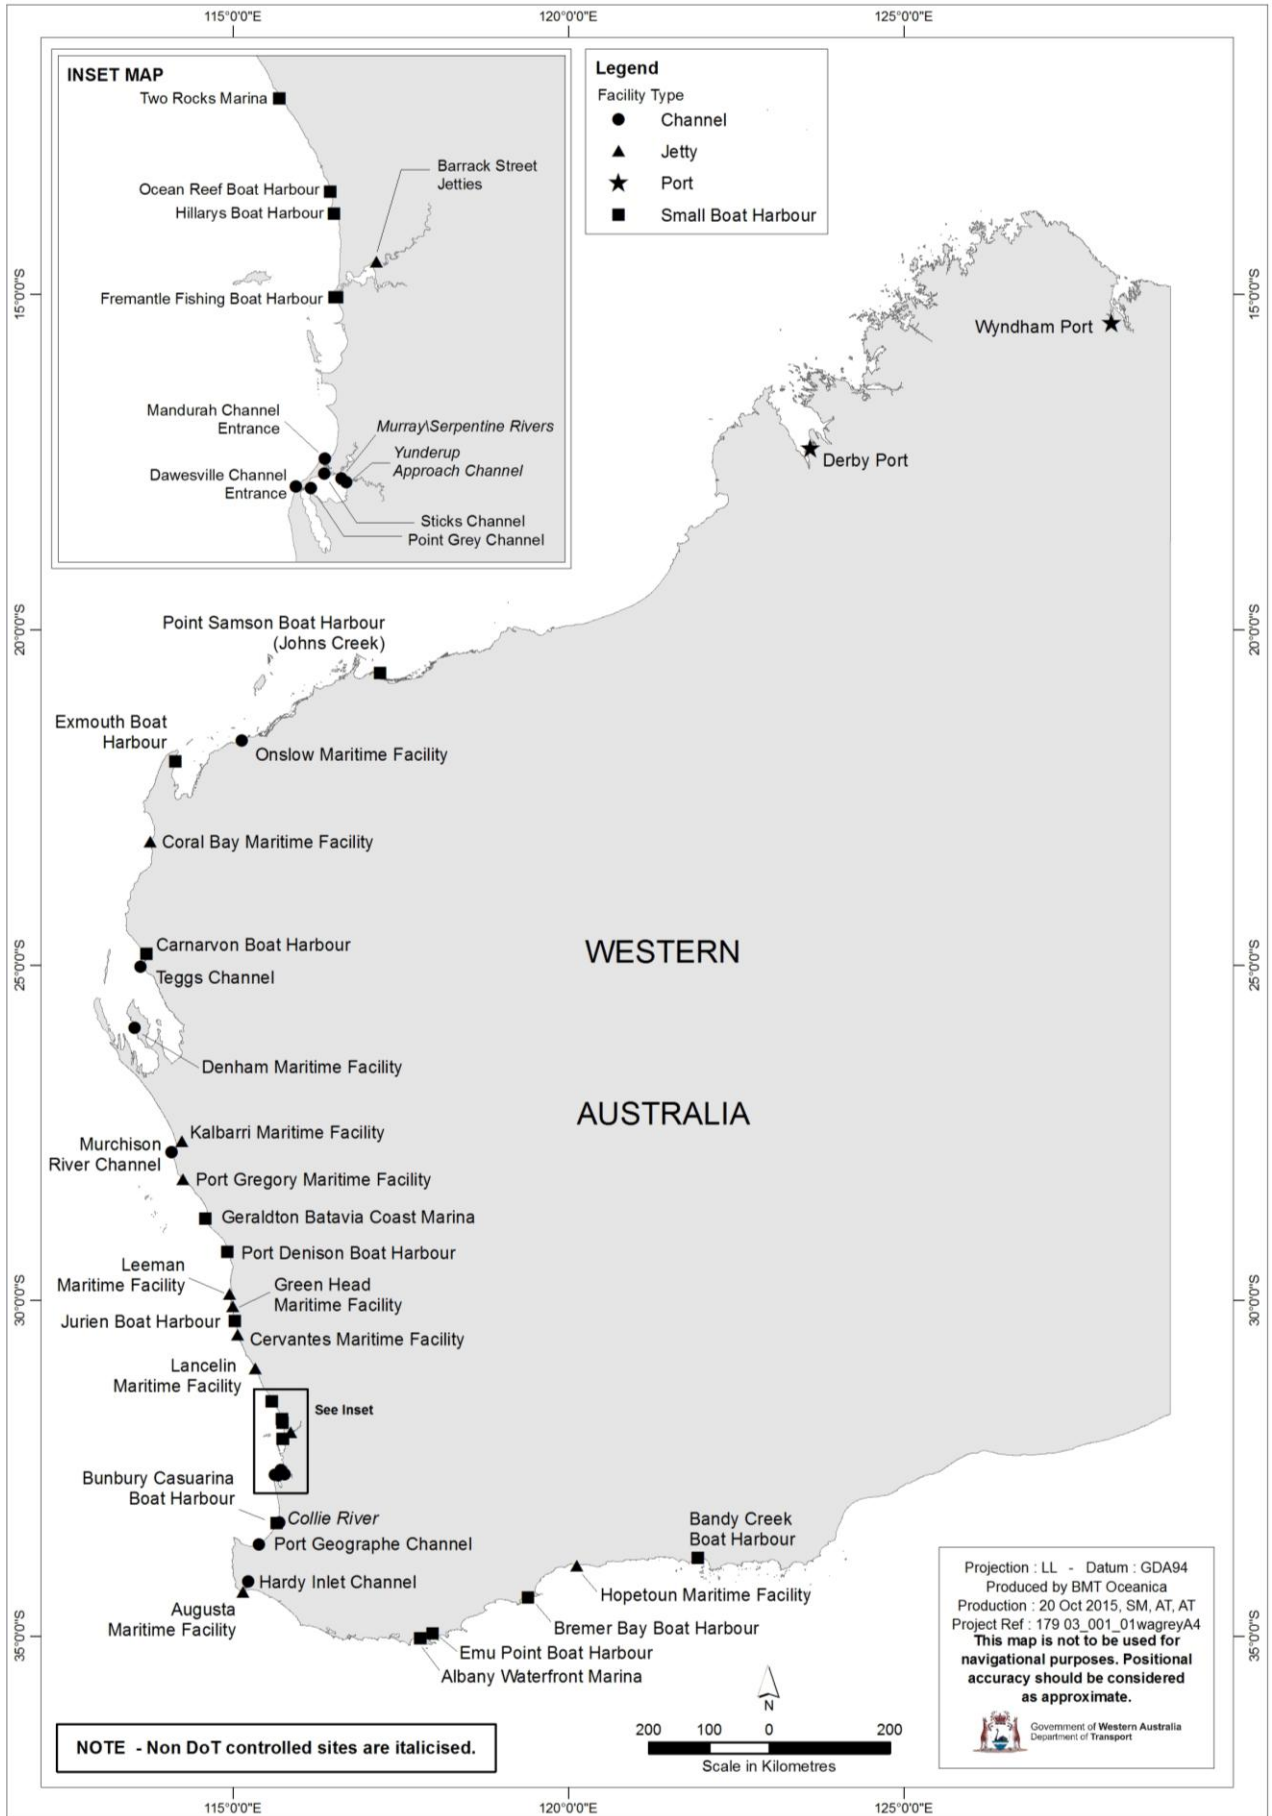 115°0'0"E
120°0'0"E
125°0'0"E
INSET MAP
Two Rocks Marina
Ocean Reef Boat Harbour
Hillarys Boat Harbour
Barrack Street
Jetties
Fremantle Fishing Boat Harbour
Mandurah Channel
Entrance
Murray\Serpentine Rivers
Yunderup
Approach Channel
Dawesville Channel
Entrance
Sticks Channel
Point Grey Channel
Legend
Facility Type
Channel
Jetty
Port
Small Boat Harbour
15°0'0"S
15°0'0"S
Wyndham Port
Derby Port
20°0'0"S
20°0'0"S
Point Samson Boat Harbour
(Johns Creek)
Exmouth Boat
Harbour
Onslow Maritime Facility
Coral Bay Maritime Facility
Carnarvon Boat Harbour
Teggs Channel
25°0'0"S
25°0'0"S
WESTERN
AUSTRALIA
Denham Maritime Facility
Kalbarri Maritime Facility
Murchison
River Channel
Port Gregory Maritime Facility
Geraldton Batavia Coast Marina
Port Denison Boat Harbour
Leeman
Maritime Facility
Green Head
Maritime Facility
30°0'0"S
30°0'0"S
Jurien Boat Harbour
Cervantes Maritime Facility
Lancelin
Maritime Facility
See Inset
Bunbury Casuarina
Boat Harbour
Collie River
Port Geographe Channel
Hardy Inlet Channel
Augusta
Maritime Facility
Bandy Creek
Boat Harbour
Hopetoun Maritime Facility
Bremer Bay Boat Harbour
Emu Point Boat Harbour
Albany Waterfront Marina
35°0'0"S
35°0'0"S
Projection : LL - Datum : GDA94
Produced by BMT Oceanica
Production : 20 Oct 2015, SM, AT, AT
Project Ref : 179 03_001_01wagreyA4
This map is not to be used for
navigational purposes. Positional
accuracy should be considered
as approximate.
Government of Western Australia
Department of Transport
N
200 100 0 200
Scale in Kilometres
NOTE - Non DoT controlled sites are italicised.
115°0'0"E
120°0'0"E
125°0'0"E